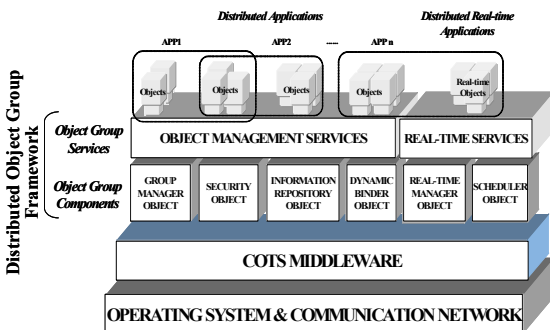 Distributed Applications
Distributed Real-time
Applications
APP1
APP2
......
APP n
Objects
Objects
Objects
Objects
Real-time
Objects
Distributed Object Group
Framework
Object Group
Services
OBJECT MANAGEMENT SERVICES
REAL-TIME SERVICES
Object Group
Components
GROUP
MANAGER
OBJECT
SECURITY
OBJECT
INFORMATION
REPOSITORY
OBJECT
DYNAMIC
BINDER
OBJECT
REAL-TIME
MANAGER
OBJECT
SCHEDULER
OBJECT
COTS MIDDLEWARE
OPERATING SYSTEM & COMMUNICATION NETWORK